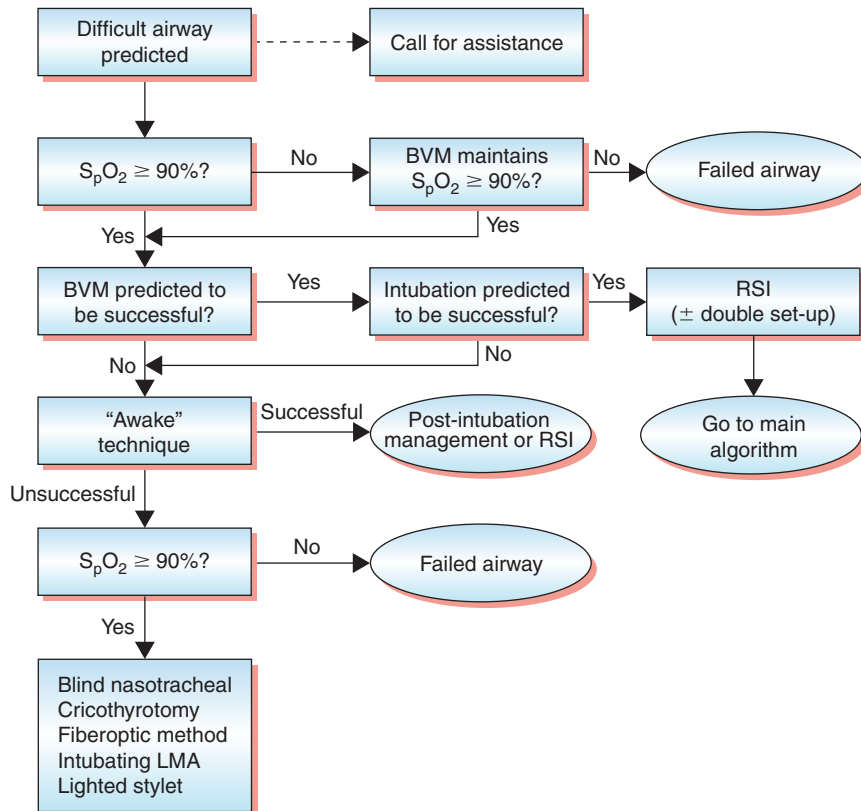 Difficult airway
predicted
Call for assistance
SpO2 ≥ 90%?
No
BVM maintains
SpO2 ≥ 90%?
No
Failed airway
Yes
Yes
BVM predicted to
be successful?
Yes
Intubation predicted
to be successful?
Yes
RSI
(± double set-up)
No
No
"Awake"
technique
Successful
Post-intubation
management or RSI
Go to main
algorithm
Unsuccessful
SpO2 ≥ 90%?
No
Failed airway
Yes
Blind nasotracheal
Cricothyrotomy
Fiberoptic method
Intubating LMA
Lighted stylet